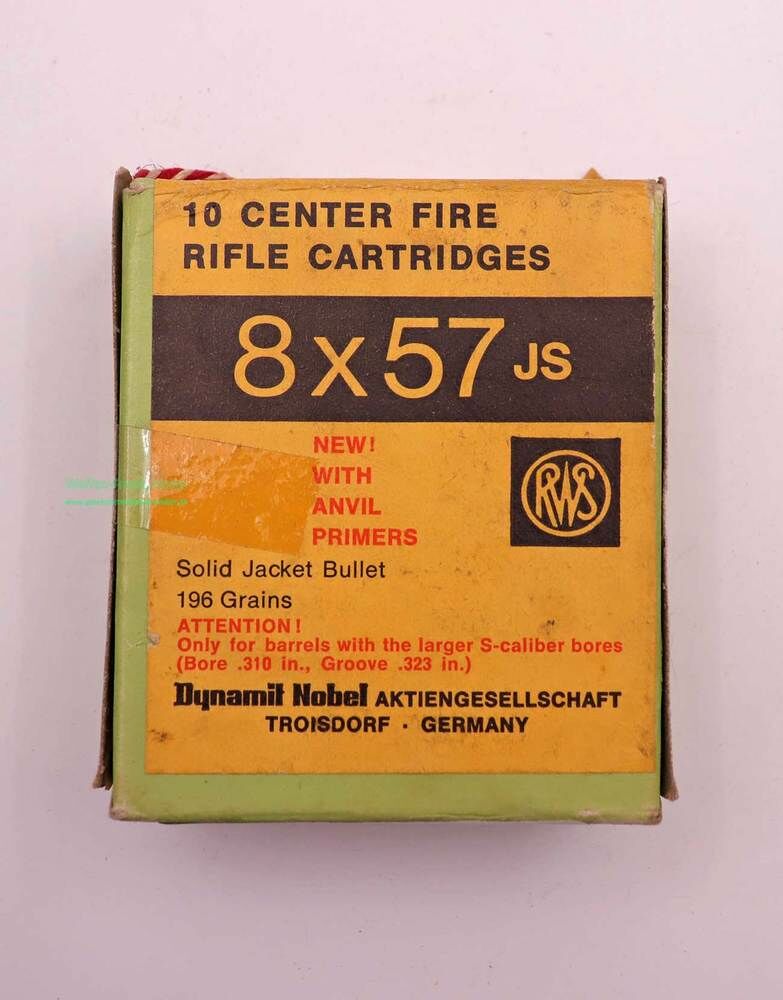 10 CENTER FIRE
RIFLE CARTRIDGES
8x57 JS
NEW!
WITH
ANVIL
PRIMERS
RWS
Solid Jacket Bullet
196 Grains
ATTENTION!
Only for barrels with the larger S-caliber bores
(Bore .310 in., Groove .323 in.)
Dynamit Nobel AKTIENGESELLSCHAFT
TROISDORF · GERMANY